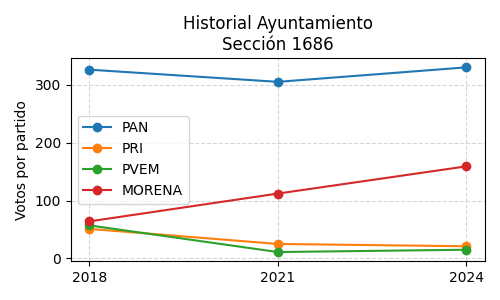 Historial Ayuntamiento
Sección 1686
Votos por partido
300
200
100
0
PAN
PRI
PVEM
MORENA
2018
2021
2024